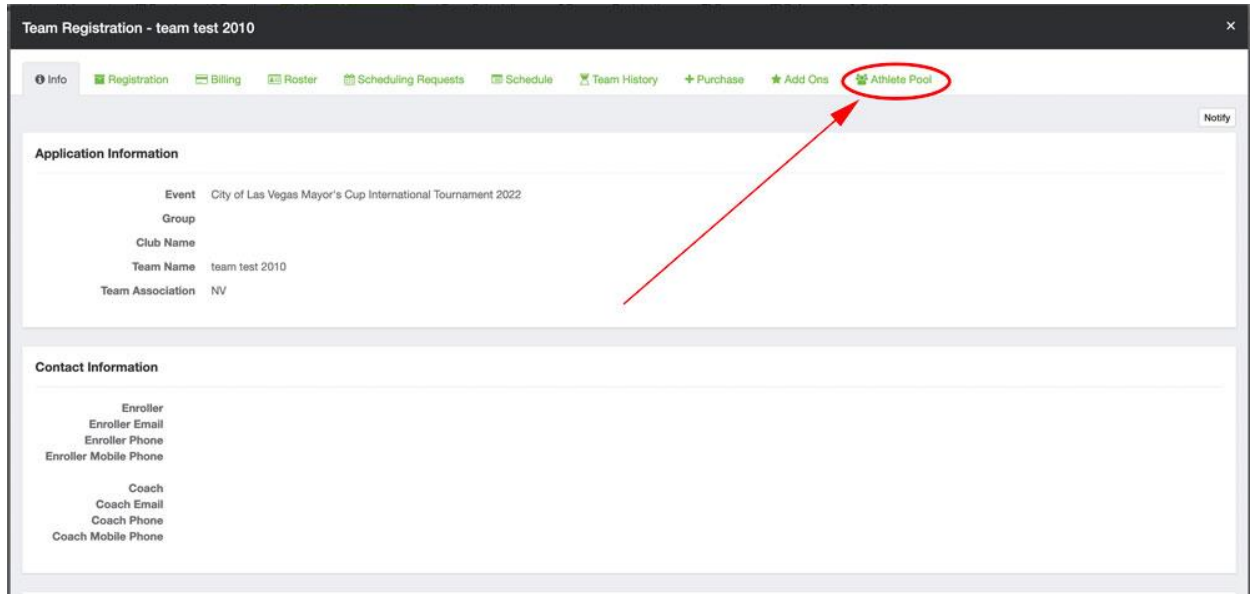 Team Registration - team test 2010 ×
Info Registration Billing Roster Scheduling Requests Schedule Team History + Purchase Add Ons Athlete Pool
Notify
Application Information
Event City of Las Vegas Mayor's Cup International Tournament 2022
Group
Club Name
Team Name team test 2010
Team Association NV
Contact Information
Enroller
Enroller Email
Enroller Phone
Enroller Mobile Phone
Coach
Coach Email
Coach Phone
Coach Mobile Phone